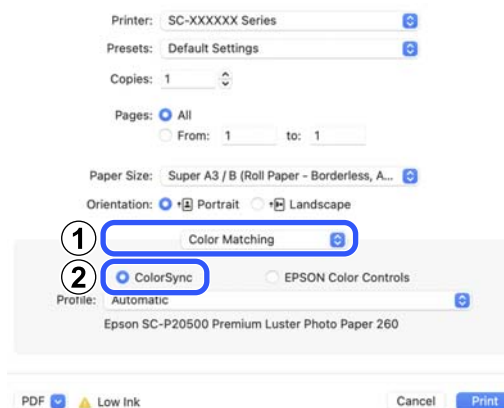 Printer: SC-XXXXXX Series
Presets: Default Settings
Copies: 1
Pages: All
From: 1 to: 1
Paper Size: Super A3 / B (Roll Paper - Borderless, A...
Orientation: Portrait Landscape
1 Color Matching
2 ColorSync EPSON Color Controls
Profile: Automatic
Epson SC-P20500 Premium Luster Photo Paper 260
PDF Low Ink Cancel Print